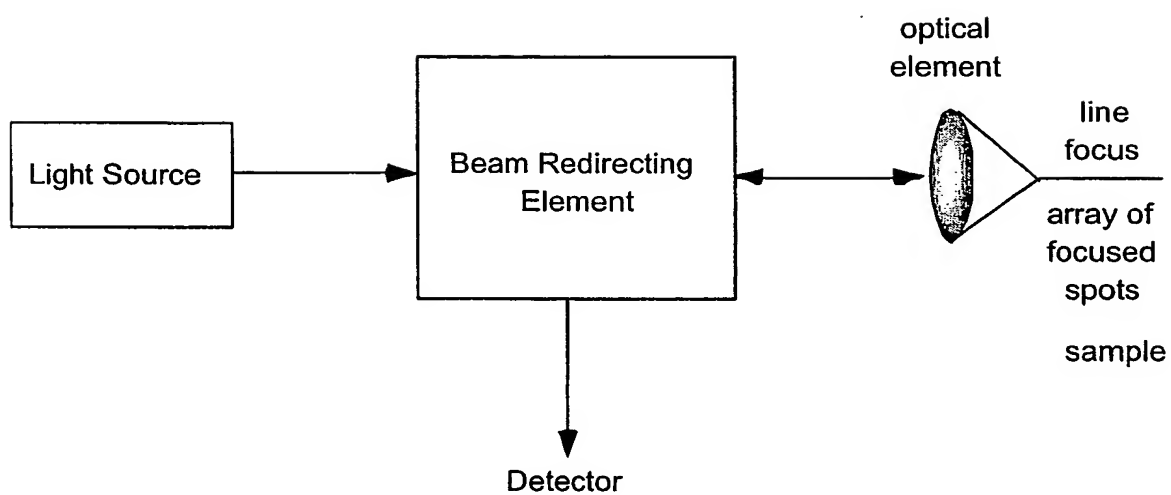 optical
element
line
focus
Light Source
Beam Redirecting
Element
array of
focused
spots
sample
Detector